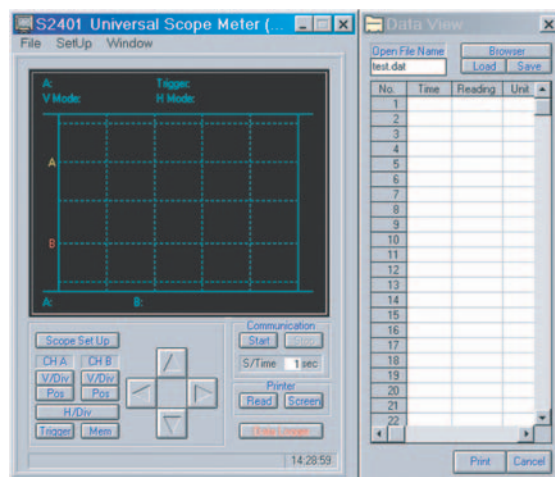 S2401 Universal Scope Meter (...
File SetUp Window
A: Trigger:
V Mode: H Mode:
A
B
A: B:
Scope Set Up
CH A CH B
V/Div V/Div
Pos Pos
H/Div
Trigger Mem
Communication
Start Stop
S/Time 1 sec
Printer
Read Screen
14:28:59
Data View
Open File Name
test.dat
Browser
Load Save
No. Time Reading Unit
1
2
3
4
5
6
7
8
9
10
11
12
13
14
15
16
17
18
19
20
21
22
Print Cancel